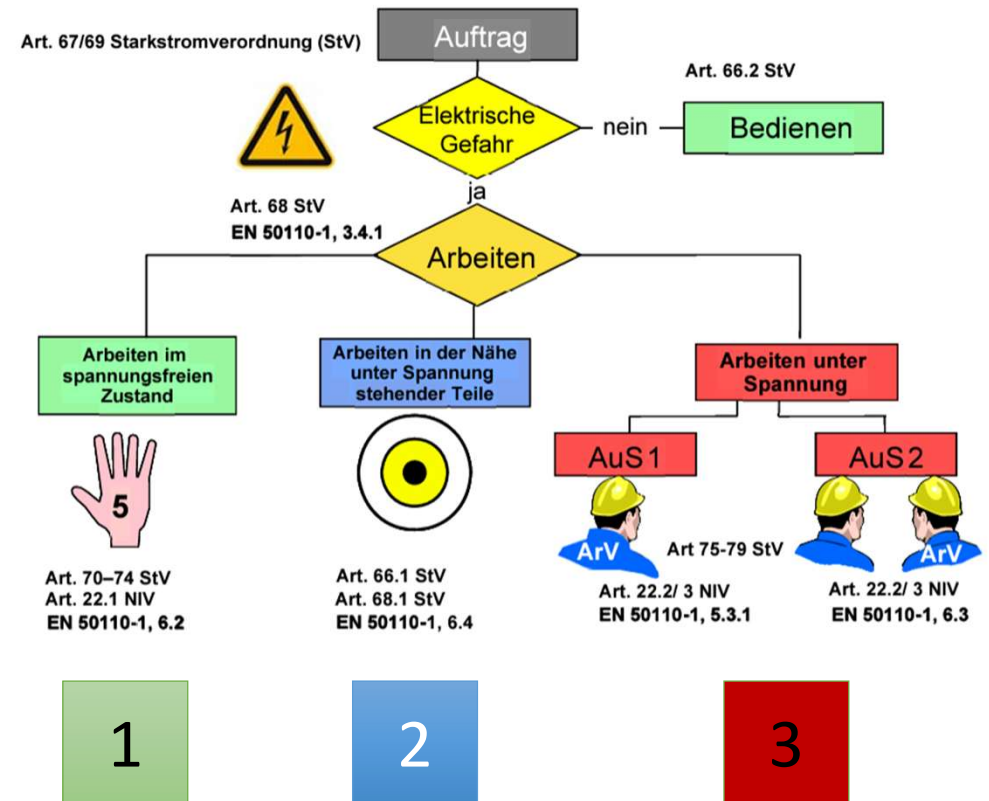 Art. 67/69 Starkstromverordnung (StV)
Auftrag
Art. 66.2 StV
Elektrische
Gefahr
nein
Bedienen
ja
Art. 68 StV
EN 50110-1, 3.4.1
Arbeiten
Arbeiten im
spannungsfreien
Zustand
Arbeiten in der Nähe
unter Spannung
stehender Teile
Arbeiten unter
Spannung
AuS 1
AuS 2
5
ArV
Art 75-79 StV
ArV
Art. 70–74 StV
Art. 22.1 NIV
EN 50110-1, 6.2
Art. 66.1 StV
Art. 68.1 StV
EN 50110-1, 6.4
Art. 22.2/ 3 NIV
EN 50110-1, 5.3.1
Art. 22.2/ 3 NIV
EN 50110-1, 6.3
1
2
3